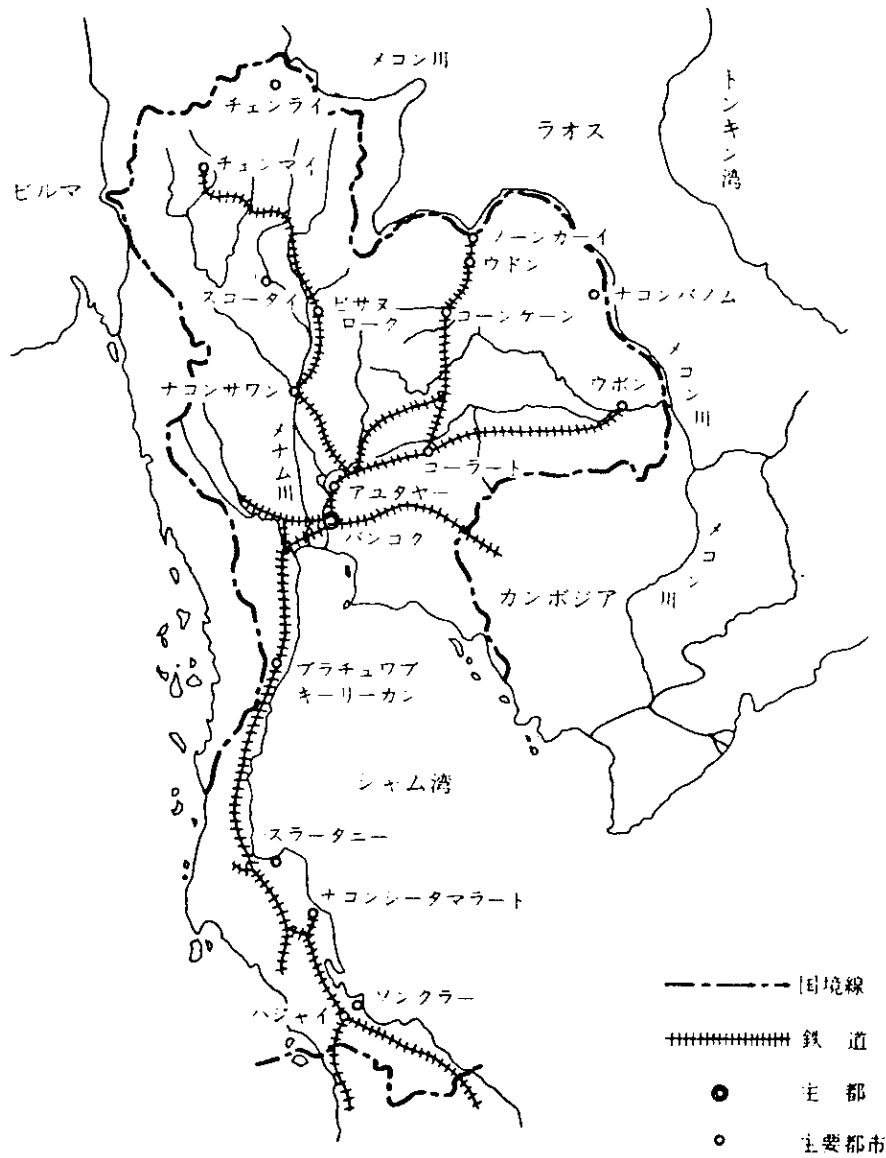 メコン川
チェンライ
トンキン湾
ラオス
チェンマイ
ビルマ
ノーンカーイ
ウドン
スコータイ
ピサヌ
ローク
コーンケーン
ナコンパノム
メコン川
ナコンサワン
ウボン
メナム川
コーラート
アユタヤー
バンコク
メコン川
カンボジア
プラチュワプ
キーリーカン
シャム湾
スラータニー
ナコンシータマラート
ソンクラー
ハジャイ
国境線
鉄道
主都
主要都市